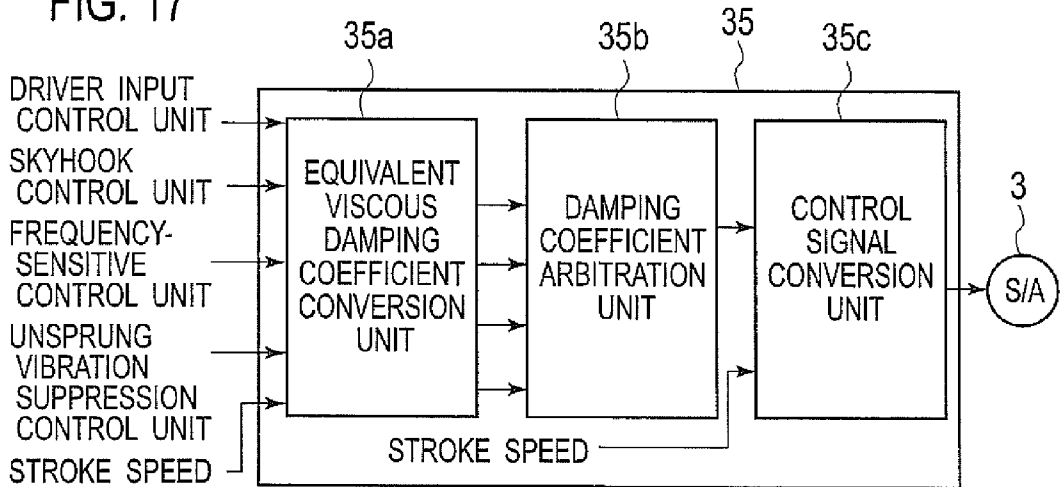 FIG. 17
35a
35b
35
35c
DRIVER INPUT
CONTROL UNIT
SKYHOOK
CONTROL UNIT
FREQUENCY-
SENSITIVE
CONTROL UNIT
UNSPRUNG
VIBRATION
SUPPRESSION
CONTROL UNIT
STROKE SPEED
EQUIVALENT
VISCOUS
DAMPING
COEFFICIENT
CONVERSION
UNIT
DAMPING
COEFFICIENT
ARBITRATION
UNIT
STROKE SPEED
CONTROL
SIGNAL
CONVERSION
UNIT
3
S/A